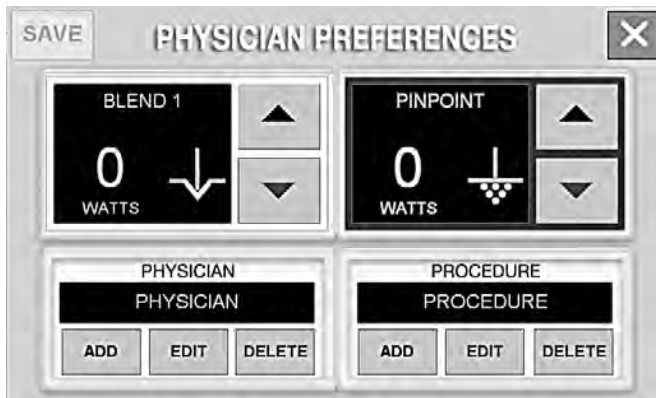 SAVE
PHYSICIAN PREFERENCES
BLEND 1
0
WATTS
PINPOINT
0
WATTS
PHYSICIAN
PHYSICIAN
ADD
EDIT
DELETE
PROCEDURE
PROCEDURE
ADD
EDIT
DELETE